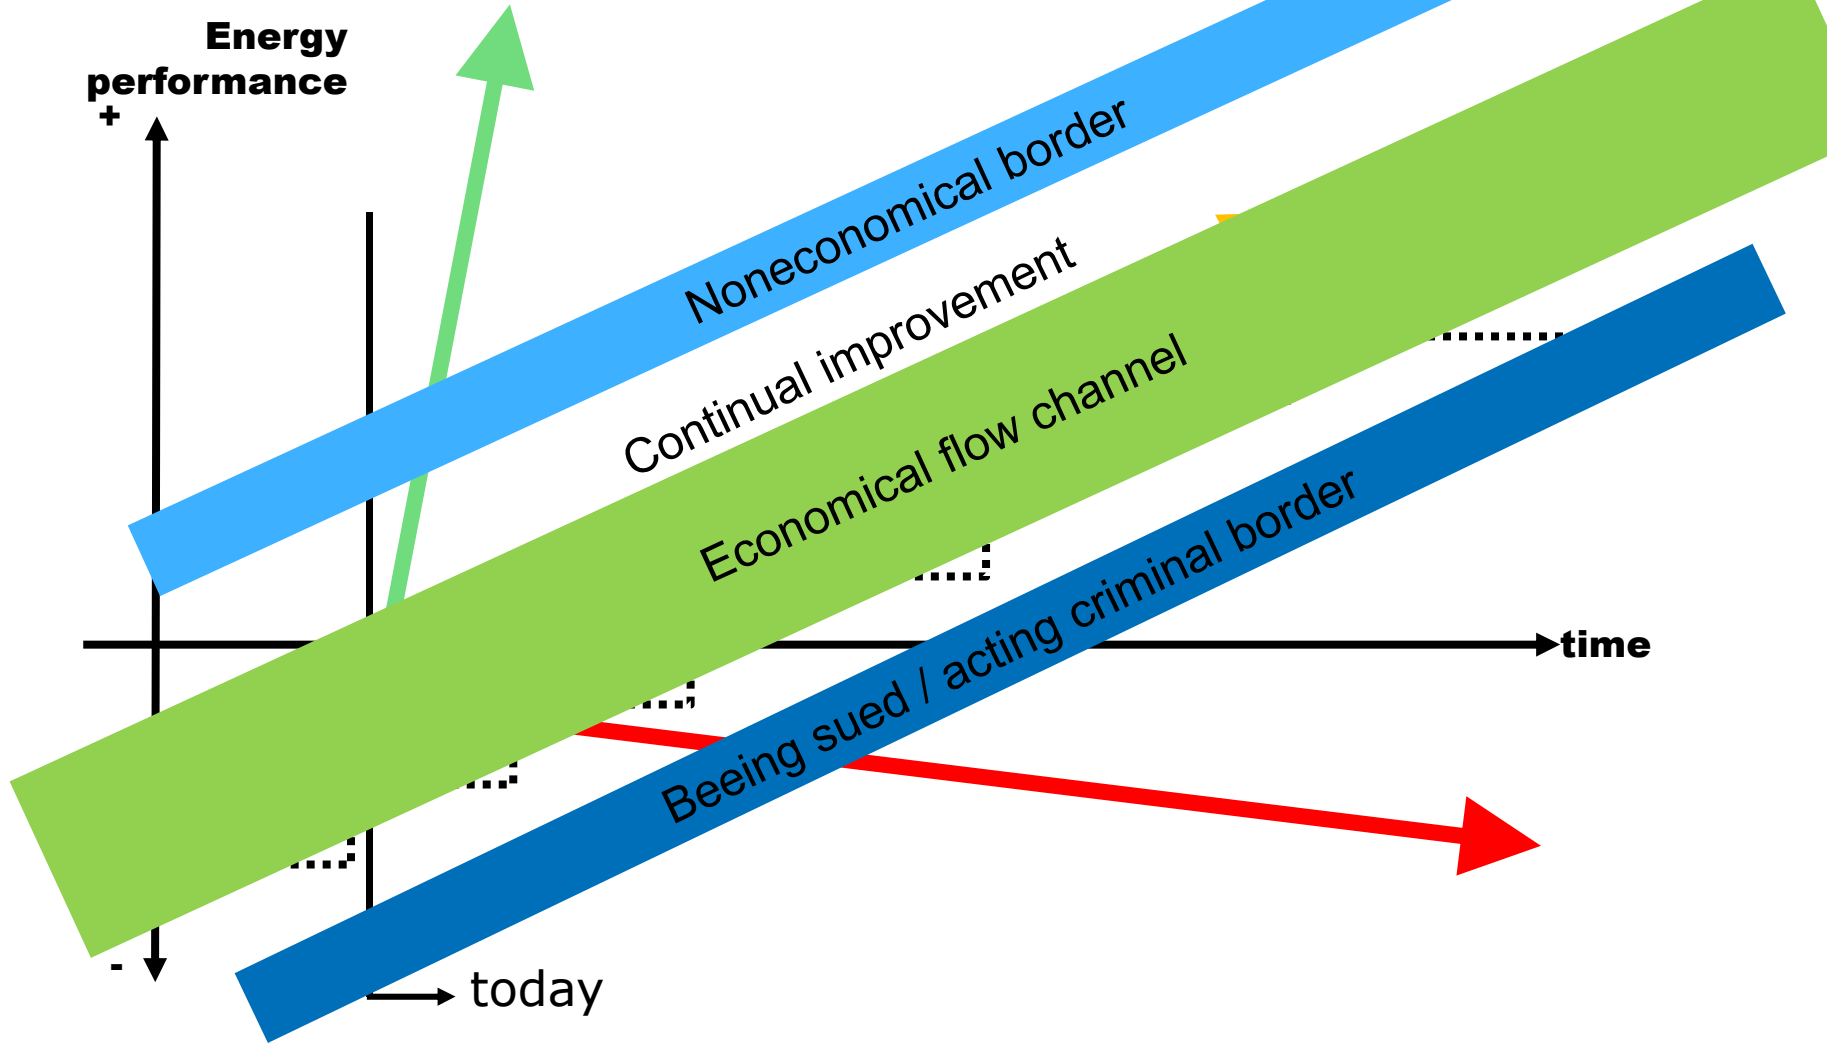 Energy
performance
+
Noneconomical border
Continual improvement
Economical flow channel
Beeing sued / acting criminal border
time
-
today